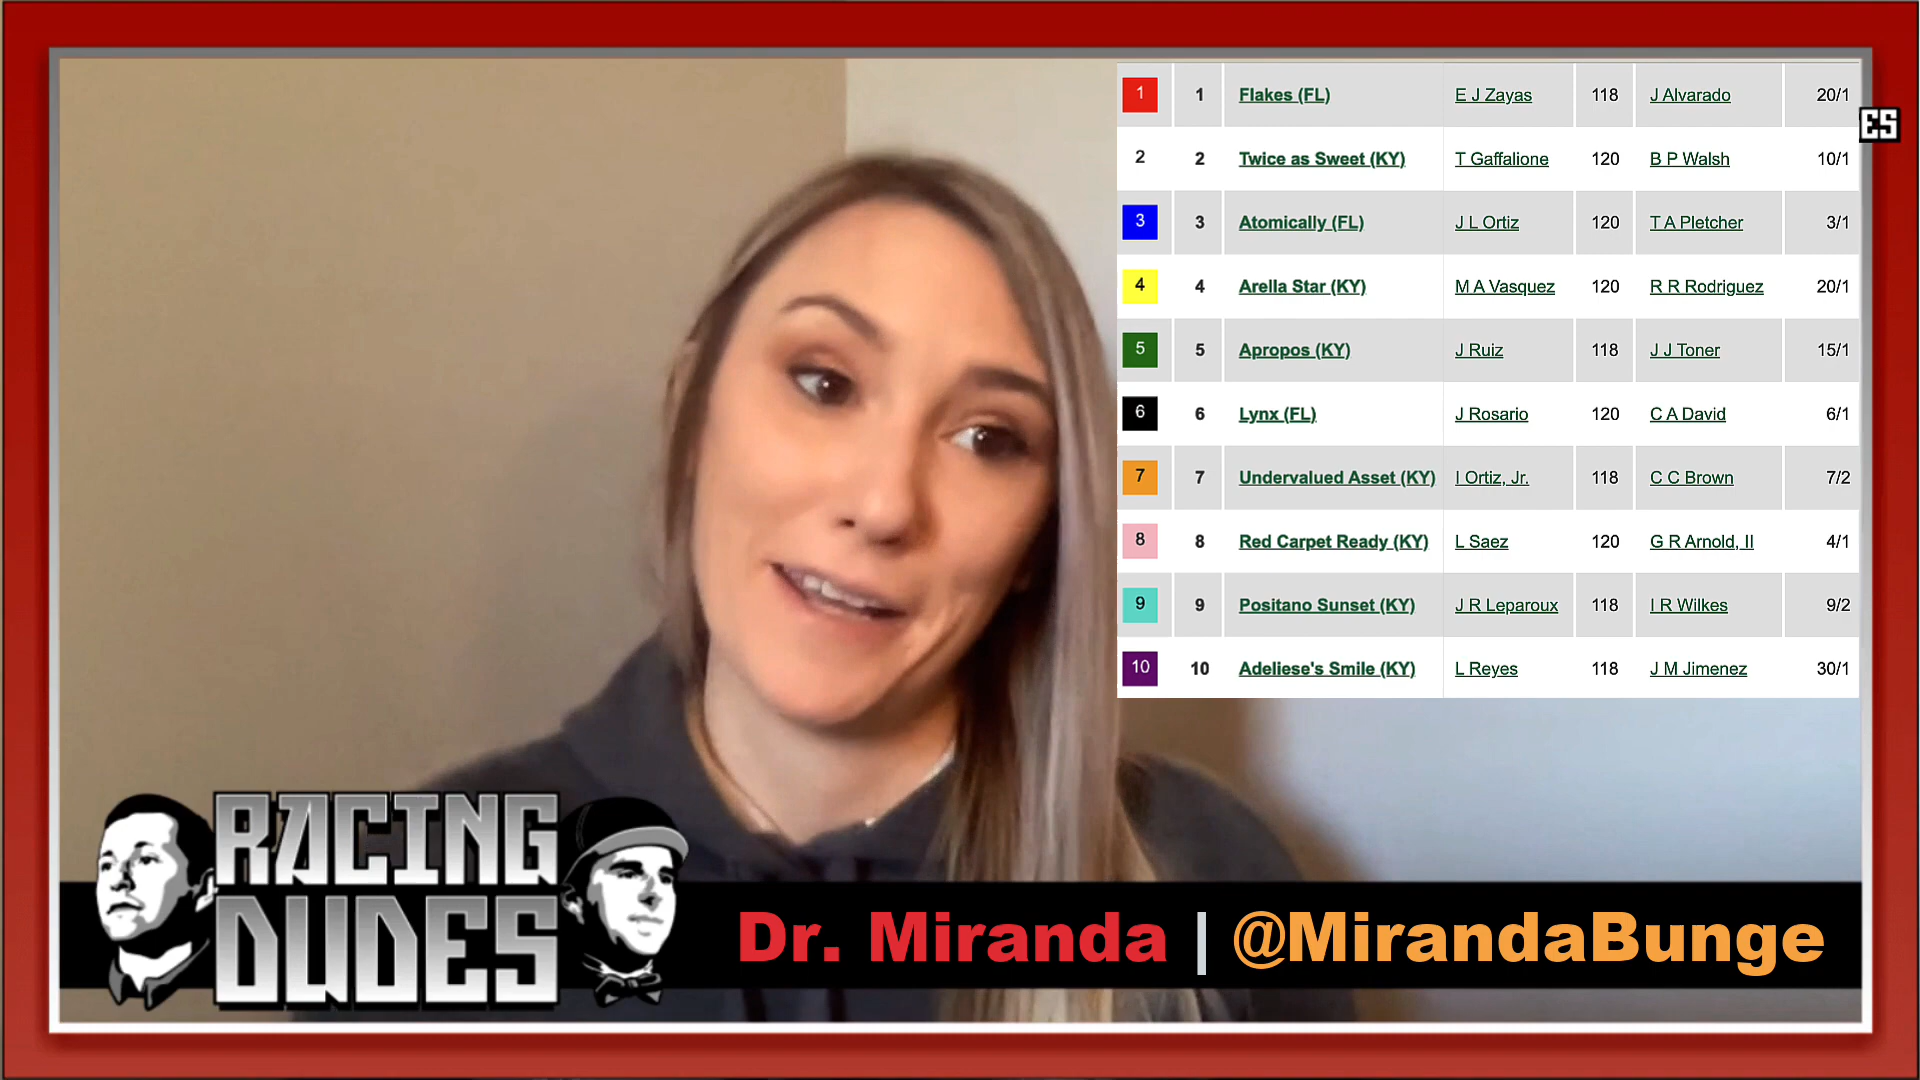 1 1 Flakes (FL) E J Zayas 118 J Alvarado 20/1
ES
2 2 Twice as Sweet (KY) T Gaffalione 120 B P Walsh 10/1
3 3 Atomically (FL) J L Ortiz 120 T A Pletcher 3/1
4 4 Arella Star (KY) M A Vasquez 120 R R Rodriguez 20/1
5 5 Apropos (KY) J Ruiz 118 J J Toner 15/1
6 6 Lynx (FL) J Rosario 120 C A David 6/1
7 7 Undervalued Asset (KY) I Ortiz, Jr. 118 C C Brown 7/2
8 8 Red Carpet Ready (KY) L Saez 120 G R Arnold, II 4/1
9 9 Positano Sunset (KY) J R Leparoux 118 I R Wilkes 9/2
10 10 Adeliese's Smile (KY) L Reyes 118 J M Jimenez 30/1
RACING
DUDES
Dr. Miranda | @MirandaBunge